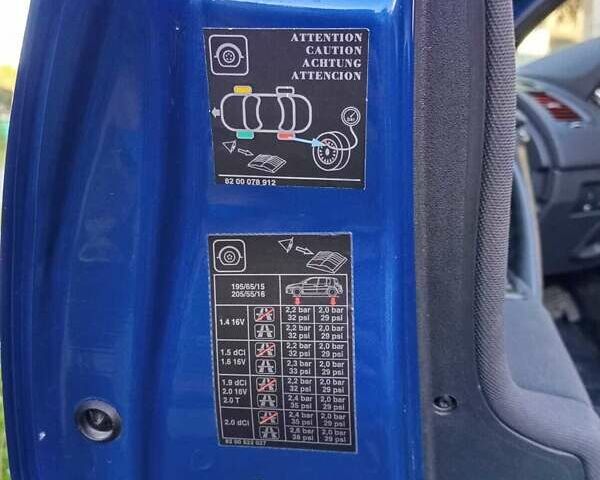 ATTENTION
CAUTION
ACHTUNG
ATTENCION
82 00 078 912
195/65/15
205/55/16
1.4 16V
2,2 bar 2,0 bar
32 psi 29 psi
2,2 bar 2,0 bar
32 psi 29 psi
1.5 dCi
1.6 16V
2,2 bar 2,0 bar
32 psi 29 psi
2,3 bar 2,0 bar
33 psi 29 psi
1.9 dCi
2.0 16V
2.0 T
2,2 bar 2,0 bar
32 psi 29 psi
2,4 bar 2,0 bar
35 psi 29 psi
2.0 dCi
2,4 bar 2,0 bar
35 psi 29 psi
2,6 bar 2,0 bar
38 psi 29 psi